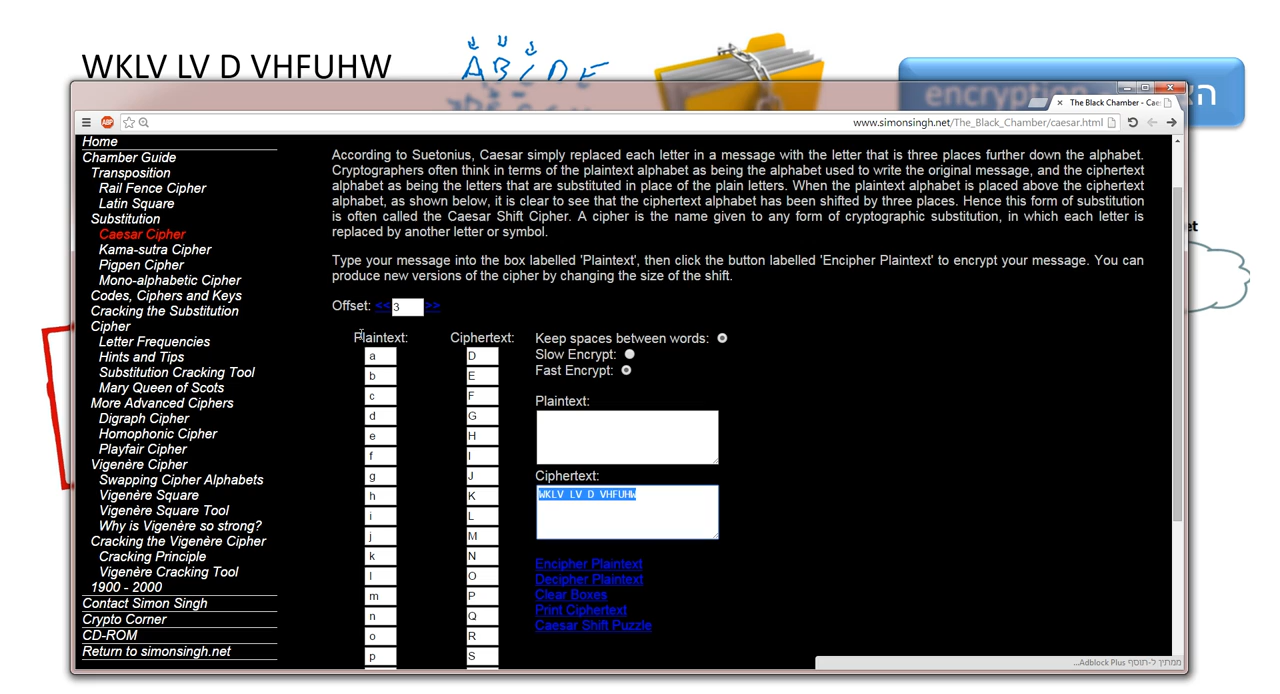 WKLV LV D VHFUHW
A B C D E
encryption
The Black Chamber - Cae
www.simonsingh.net/The_Black_Chamber/caesar.html
Home
Chamber Guide
Transposition
Rail Fence Cipher
Latin Square
Substitution
Caesar Cipher
Kama-sutra Cipher
Pigpen Cipher
Mono-alphabetic Cipher
Codes, Ciphers and Keys
Cracking the Substitution
Cipher
Letter Frequencies
Hints and Tips
Substitution Cracking Tool
Mary Queen of Scots
More Advanced Ciphers
Digraph Cipher
Homophonic Cipher
Playfair Cipher
Vigenère Cipher
Swapping Cipher Alphabets
Vigenère Square
Vigenère Square Tool
Why is Vigenère so strong?
Cracking the Vigenère Cipher
Cracking Principle
Vigenère Cracking Tool
1900 - 2000
Contact Simon Singh
Crypto Corner
CD-ROM
Return to simonsingh.net
According to Suetonius, Caesar simply replaced each letter in a message with the letter that is three places further down the alphabet.
Cryptographers often think in terms of the plaintext alphabet as being the alphabet used to write the original message, and the ciphertext
alphabet as being the letters that are substituted in place of the plain letters. When the plaintext alphabet is placed above the ciphertext
alphabet, as shown below, it is clear to see that the ciphertext alphabet has been shifted by three places. Hence this form of substitution
is often called the Caesar Shift Cipher. A cipher is the name given to any form of cryptographic substitution, in which each letter is
replaced by another letter or symbol.
Type your message into the box labelled 'Plaintext', then click the button labelled 'Encipher Plaintext' to encrypt your message. You can
produce new versions of the cipher by changing the size of the shift.
Offset: << 3 >>
Plaintext: Ciphertext:
a D
b E
c F
d G
e H
f I
g J
h K
i L
j M
k N
l O
m P
n Q
o R
p S
Keep spaces between words:
Slow Encrypt:
Fast Encrypt:
Plaintext:
Ciphertext:
WKLV LV D VHFUHW
Encipher Plaintext
Decipher Plaintext
Clear Boxes
Print Ciphertext
Caesar Shift Puzzle
ממתין ל-תוסף Adblock Plus...